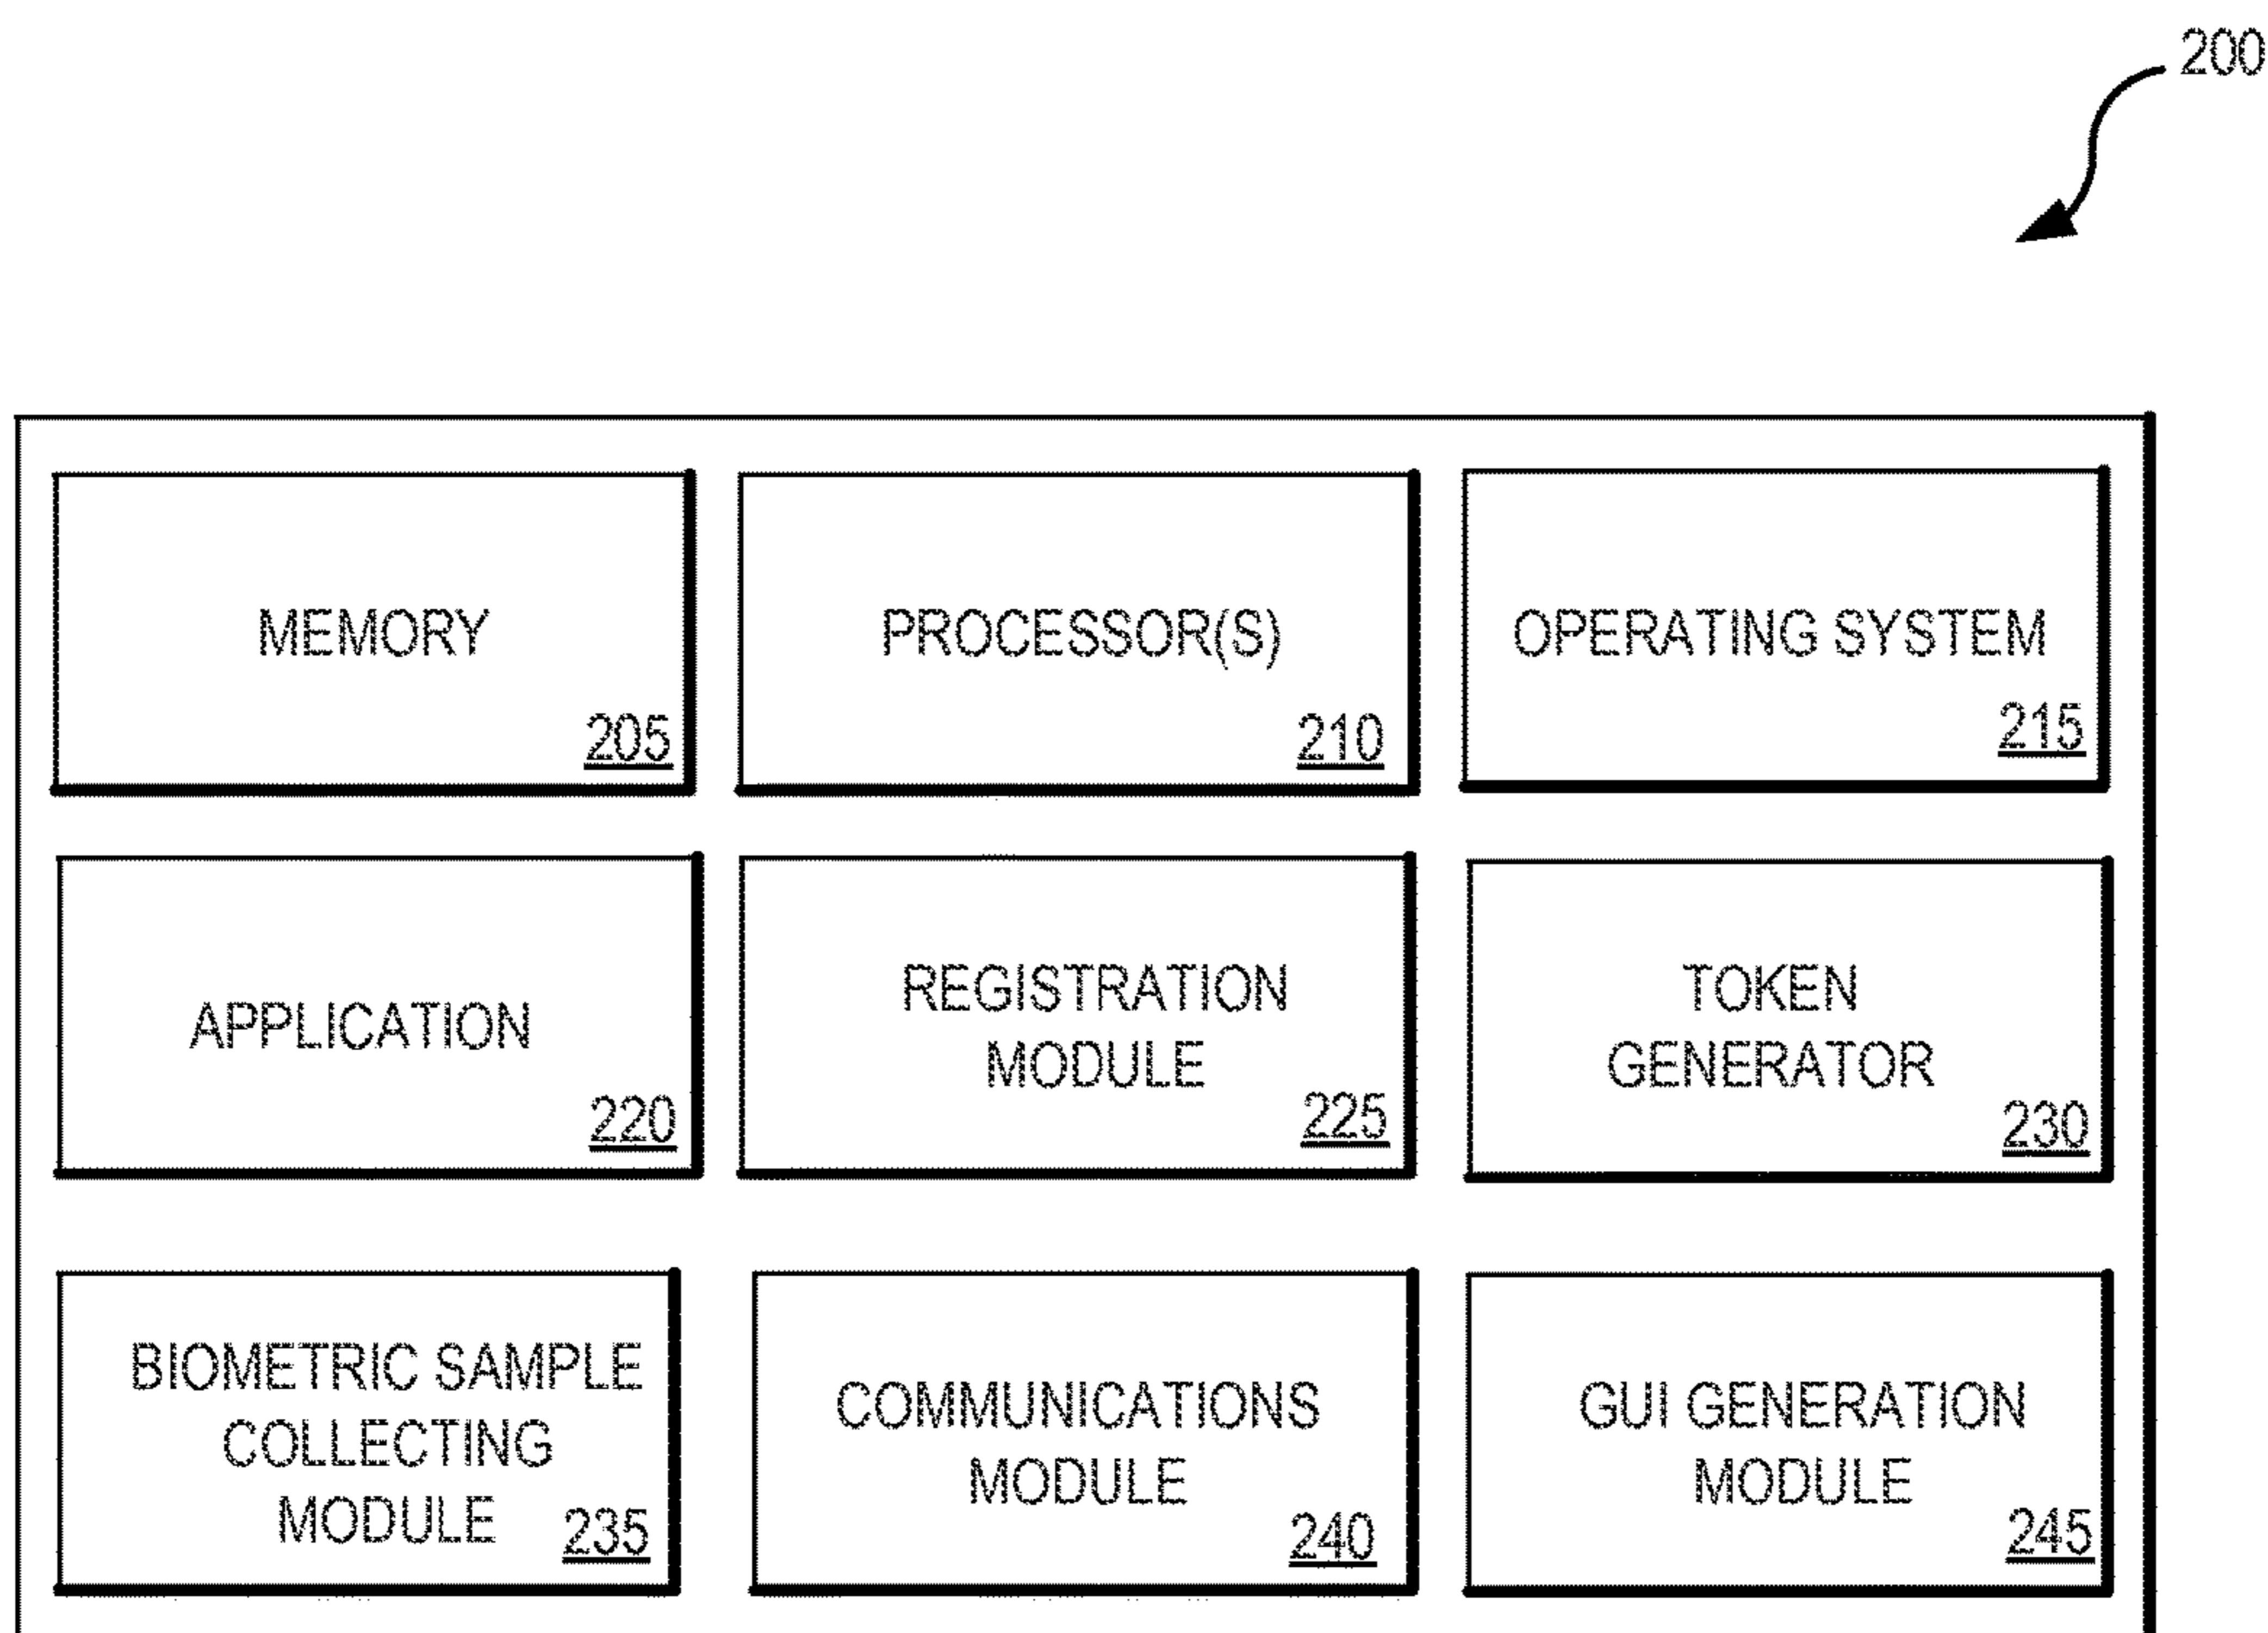 200
MEMORY
205
PROCESSOR(S)
210
OPERATING SYSTEM
215
APPLICATION
220
REGISTRATION
MODULE
225
TOKEN
GENERATOR
230
BIOMETRIC SAMPLE
COLLECTING
MODULE
235
COMMUNICATIONS
MODULE
240
GUI GENERATION
MODULE
245